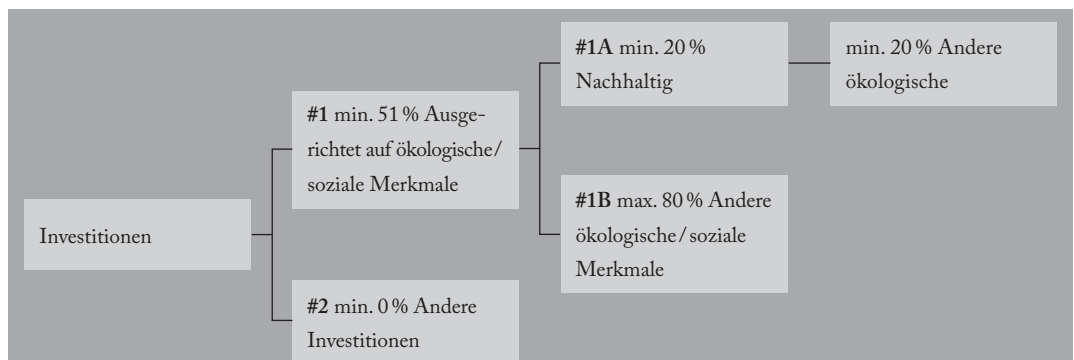 Investitionen
#1 min. 51 % Ausge-
richtet auf ökologische/
soziale Merkmale
#2 min. 0 % Andere
Investitionen
#1A min. 20 %
Nachhaltig
#1B max. 80 % Andere
ökologische/soziale
Merkmale
min. 20 % Andere
ökologische